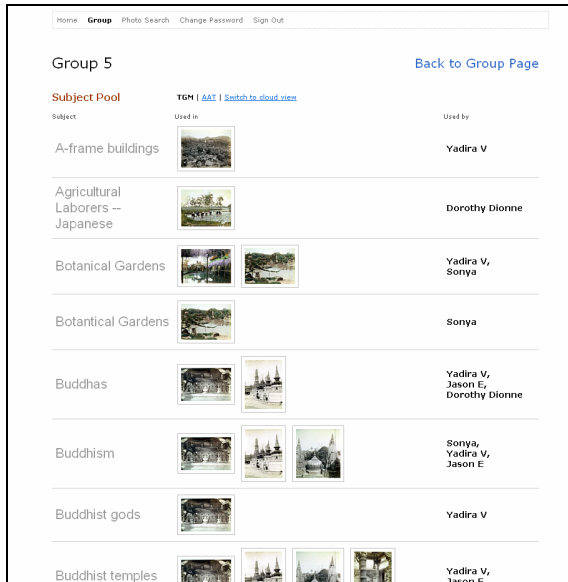 Home Group Photo Search Change Password Sign Out
Group 5 Back to Group Page
Subject Pool TGM | AAT | Switch to cloud view
Subject Used in Used by
A-frame buildings Yadira V
Agricultural
Laborers --
Japanese
Dorothy Dionne
Botanical Gardens Yadira V,
Sonya
Botantical Gardens Sonya
Buddhas Yadira V,
Jason E,
Dorothy Dionne
Buddhism Sonya,
Yadira V,
Jason E
Buddhist gods Yadira V
Buddhist temples Yadira V,
Jason E